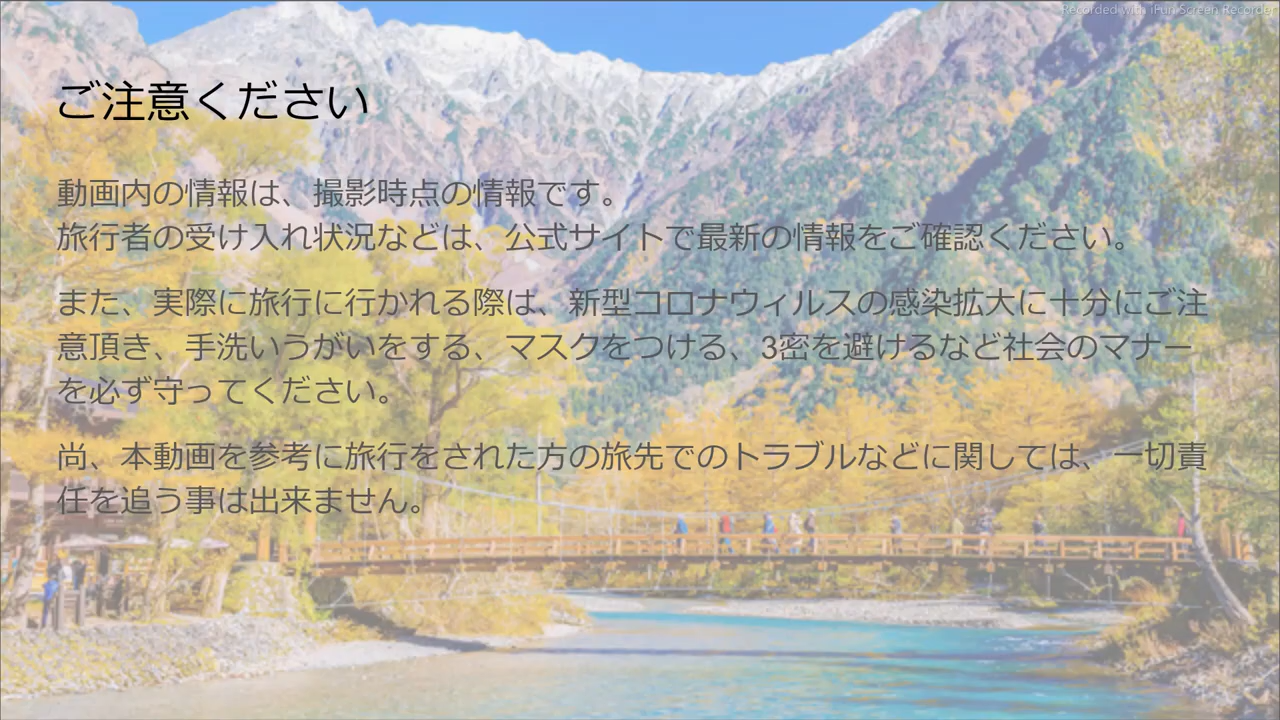 Recorded with iFun Screen Recorder
ご注意ください
動画内の情報は、撮影時点の情報です。
旅行者の受け入れ状況などは、公式サイトで最新の情報をご確認ください。
また、実際に旅行に行かれる際は、新型コロナウィルスの感染拡大に十分にご注
意頂き、手洗いうがいをする、マスクをつける、3密を避けるなど社会のマナー
を必ず守ってください。
尚、本動画を参考に旅行をされた方の旅先でのトラブルなどに関しては、一切責
任を追う事は出来ません。